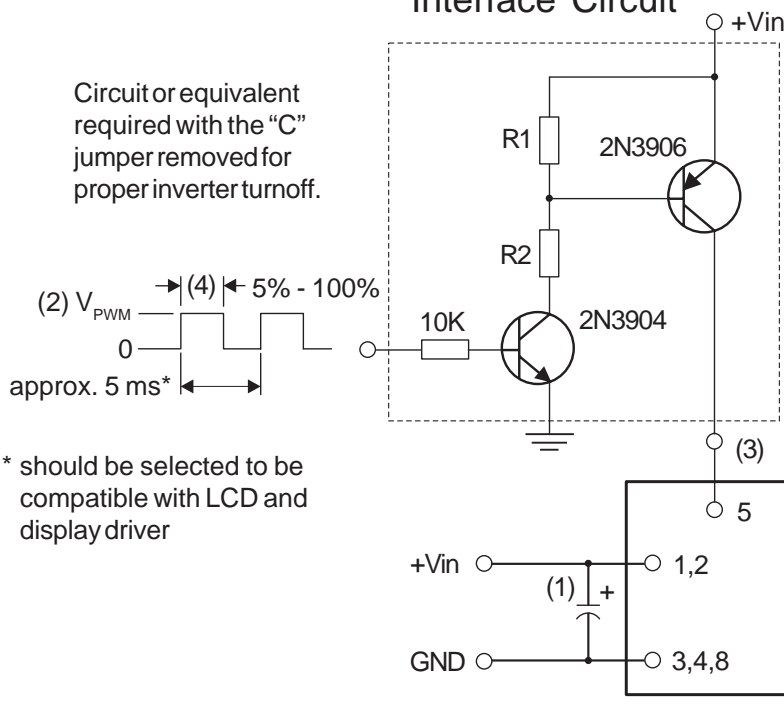 Interface Circuit
+Vin
Circuit or equivalent
required with the “C”
jumper removed for
proper inverter turnoff.
R1
2N3906
R2
(4) 5% - 100%
(2) VPWM
10K
2N3904
0
approx. 5 ms*
* should be selected to be
compatible with LCD and
display driver
(3)
5
+Vin
1,2
(1) +
GND
3,4,8